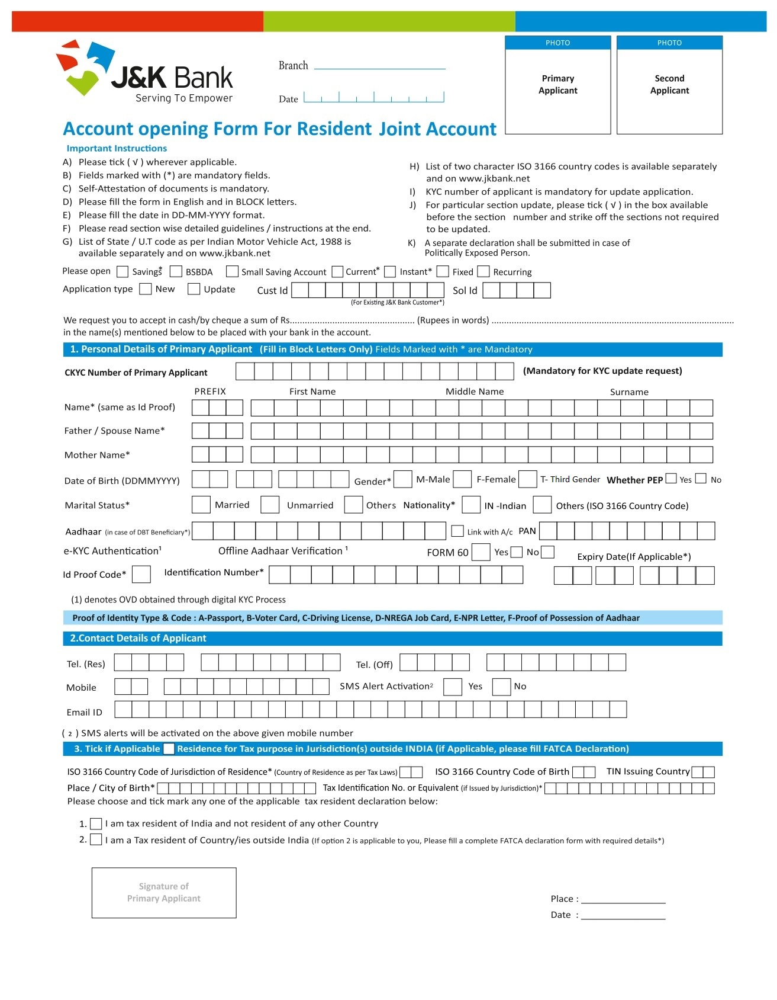 PHOTO
PHOTO
Primary
Applicant
Second
Applicant
J&K Bank
Serving To Empower
Branch
Date
Account opening Form For Resident Joint Account
Important Instructions
A) Please tick ( √ ) wherever applicable.
B) Fields marked with (*) are mandatory fields.
C) Self-Attestation of documents is mandatory.
D) Please fill the form in English and in BLOCK letters.
E) Please fill the date in DD-MM-YYYY format.
F) Please read section wise detailed guidelines / instructions at the end.
G) List of State / U.T code as per Indian Motor Vehicle Act, 1988 is
available separately and on www.jkbank.net
H) List of two character ISO 3166 country codes is available separately
and on www.jkbank.net
I) KYC number of applicant is mandatory for update application.
J) For particular section update, please tick ( √ ) in the box available
before the section number and strike off the sections not required
to be updated.
K) A separate declaration shall be submitted in case of
Politically Exposed Person.
Please open Savings* BSBDA Small Saving Account Current* Instant* Fixed Recurring
Application type New Update Cust Id Sol Id
(For Existing J&K Bank Customer*)
We request you to accept in cash/by cheque a sum of Rs............................................... (Rupees in words) ...........................................................................................
in the name(s) mentioned below to be placed with your bank in the account.
1. Personal Details of Primary Applicant (Fill in Block Letters Only) Fields Marked with * are Mandatory
CKYC Number of Primary Applicant (Mandatory for KYC update request)
PREFIX First Name Middle Name Surname
Name* (same as Id Proof)
Father / Spouse Name*
Mother Name*
Date of Birth (DDMMYYYY) Gender* M-Male F-Female T- Third Gender Whether PEP Yes No
Marital Status* Married Unmarried Others Nationality* IN -Indian Others (ISO 3166 Country Code)
Aadhaar (in case of DBT Beneficiary*) Link with A/c PAN
e-KYC Authentication¹ Offline Aadhaar Verification ¹ FORM 60 Yes No Expiry Date(If Applicable*)
Id Proof Code* Identification Number*
(1) denotes OVD obtained through digital KYC Process
Proof of Identity Type & Code : A-Passport, B-Voter Card, C-Driving License, D-NREGA Job Card, E-NPR Letter, F-Proof of Possession of Aadhaar
2.Contact Details of Applicant
Tel. (Res) Tel. (Off)
Mobile SMS Alert Activation² Yes No
Email ID
( ₂ ) SMS alerts will be activated on the above given mobile number
3. Tick if Applicable Residence for Tax purpose in Jurisdiction(s) outside INDIA (if Applicable, please fill FATCA Declaration)
ISO 3166 Country Code of Jurisdiction of Residence* (Country of Residence as per Tax Laws) ISO 3166 Country Code of Birth TIN Issuing Country
Place / City of Birth* Tax Identification No. or Equivalent (if Issued by Jurisdiction)*
Please choose and tick mark any one of the applicable tax resident declaration below:
1. I am tax resident of India and not resident of any other Country
2. I am a Tax resident of Country/ies outside India (If option 2 is applicable to you, Please fill a complete FATCA declaration form with required details*)
Signature of
Primary Applicant
Place :
Date :